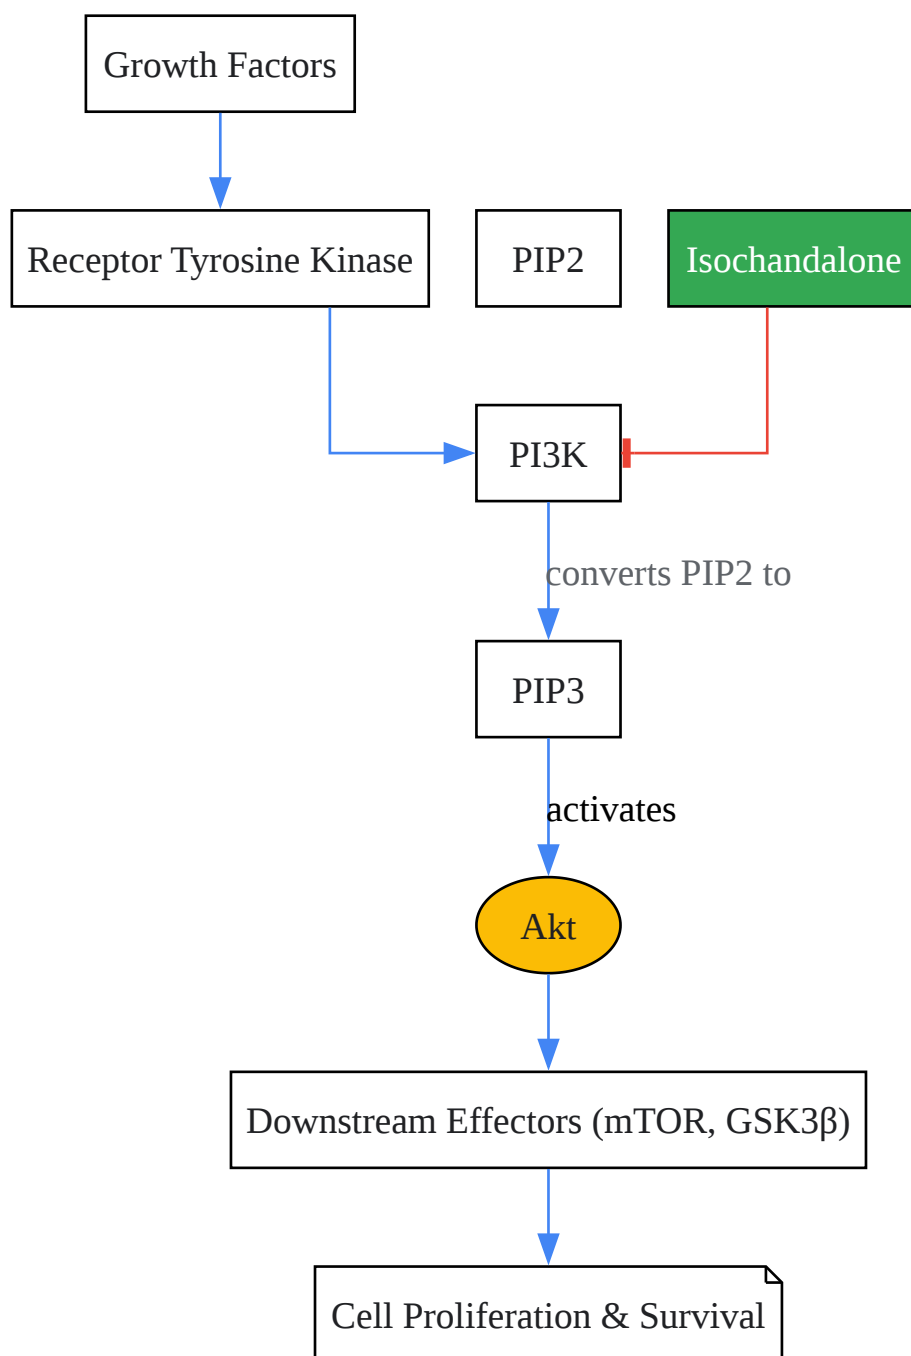 Growth Factors
Receptor Tyrosine Kinase
PIP2
Isochandalone
PI3K
converts PIP2 to
PIP3
activates
Akt
Downstream Effectors (mTOR, GSK3β)
Cell Proliferation & Survival